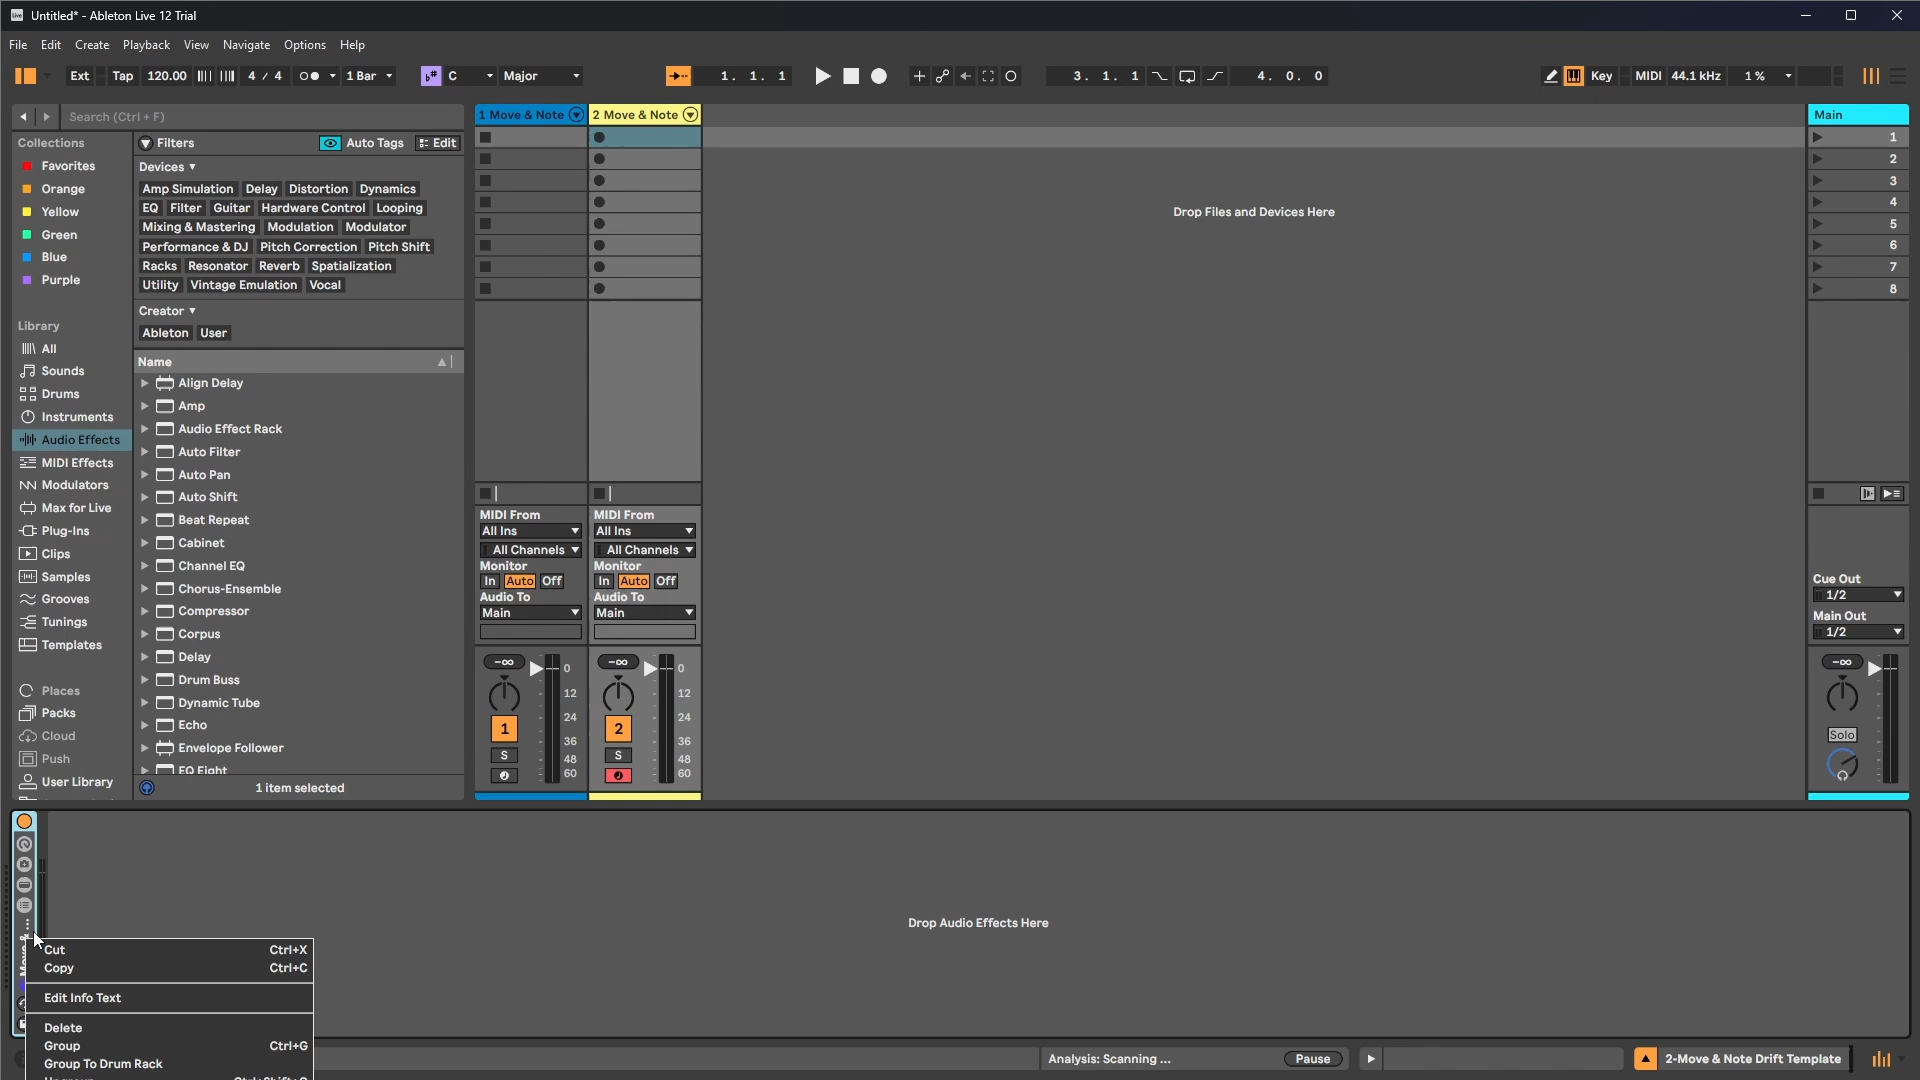 Untitled* - Ableton Live 12 Trial
File Edit Create Playback View Navigate Options Help
Ext Tap 120.00 4 / 4 1 Bar C Major 1. 1. 1 3. 1. 1 4. 0. 0 Key MIDI 44.1 kHz 1 %
Search (Ctrl + F)
Collections
Favorites
Orange
Yellow
Green
Blue
Purple
Library
All
Sounds
Drums
Instruments
Audio Effects
MIDI Effects
Modulators
Max for Live
Plug-Ins
Clips
Samples
Grooves
Tunings
Templates
Places
Packs
Cloud
Push
User Library
Filters Auto Tags Edit
Devices
Amp Simulation Delay Distortion Dynamics
EQ Filter Guitar Hardware Control Looping
Mixing & Mastering Modulation Modulator
Performance & DJ Pitch Correction Pitch Shift
Racks Resonator Reverb Spatialization
Utility Vintage Emulation Vocal
Creator
Ableton User
Name
Align Delay
Amp
Audio Effect Rack
Auto Filter
Auto Pan
Auto Shift
Beat Repeat
Cabinet
Channel EQ
Chorus-Ensemble
Compressor
Corpus
Delay
Drum Buss
Dynamic Tube
Echo
Envelope Follower
EQ Eight
1 item selected
1 Move & Note
MIDI From
All Ins
All Channels
Monitor
In Auto Off
Audio To
Main
-∞
0
12
24
36
48
60
1
S
2 Move & Note
MIDI From
All Ins
All Channels
Monitor
In Auto Off
Audio To
Main
-∞
0
12
24
36
48
60
2
S
Drop Files and Devices Here
Main
1
2
3
4
5
6
7
8
Cue Out
1/2
Main Out
1/2
-∞
Solo
Drop Audio Effects Here
Cut Ctrl+X
Copy Ctrl+C
Edit Info Text
Delete
Group Ctrl+G
Group To Drum Rack
Analysis: Scanning ... Pause
2-Move & Note Drift Template